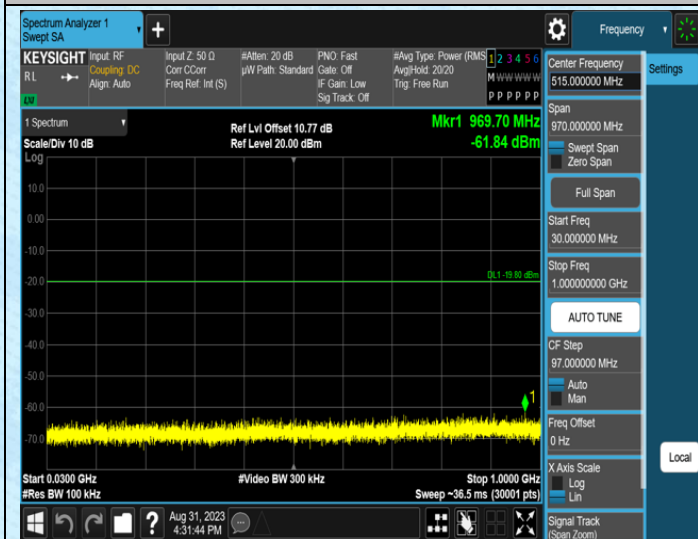 Spectrum Analyzer 1
Swept SA
+
Frequency
KEYSIGHT
RL
LXI
Input: RF
Coupling: DC
Align: Auto
Input Z: 50 Ω
Corr CCorr
Freq Ref: Int (S)
#Atten: 20 dB
µW Path: Standard
PNO: Fast
Gate: Off
IF Gain: Low
Sig Track: Off
#Avg Type: Power (RMS
Avg|Hold: 20/20
Trig: Free Run
1 2 3 4 5 6
M W W W W W
P P P P P P
1 Spectrum
Scale/Div 10 dB
Log
Ref Lvl Offset 10.77 dB
Ref Level 20.00 dBm
Mkr1 969.70 MHz
-61.84 dBm
10.0
0.00
-10.0
-20.0
-30.0
-40.0
-50.0
-60.0
-70.0
DL1 -19.80 dBm
1
Start 0.0300 GHz
#Res BW 100 kHz
#Video BW 300 kHz
Stop 1.0000 GHz
Sweep ~36.5 ms (30001 pts)
?
Aug 31, 2023
4:31:44 PM
Center Frequency
515.000000 MHz
Span
970.000000 MHz
Swept Span
Zero Span
Full Span
Start Freq
30.000000 MHz
Stop Freq
1.000000000 GHz
AUTO TUNE
CF Step
97.000000 MHz
Auto
Man
Freq Offset
0 Hz
X Axis Scale
Log
Lin
Signal Track
(Span Zoom)
Settings
Local